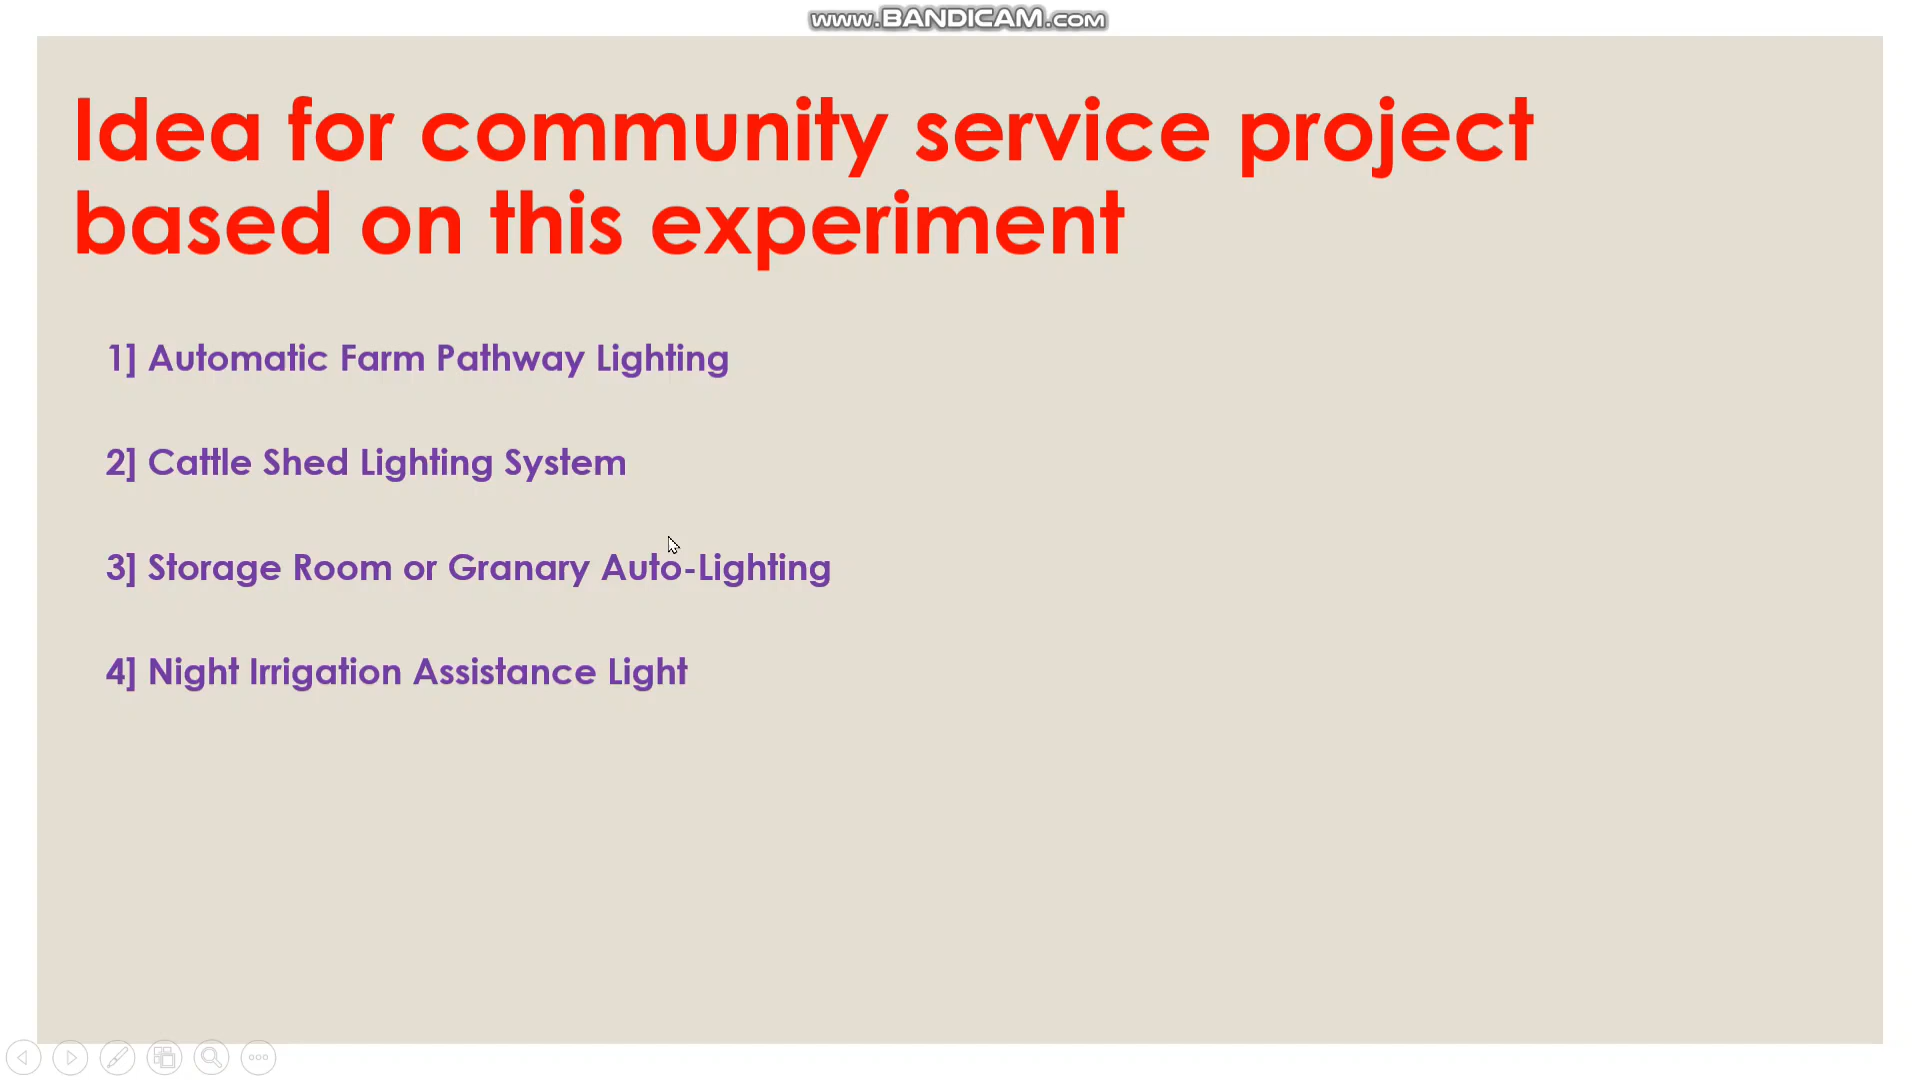 www.BANDICAM.com
Idea for community service project
based on this experiment
1] Automatic Farm Pathway Lighting
2] Cattle Shed Lighting System
3] Storage Room or Granary Auto-Lighting
4] Night Irrigation Assistance Light